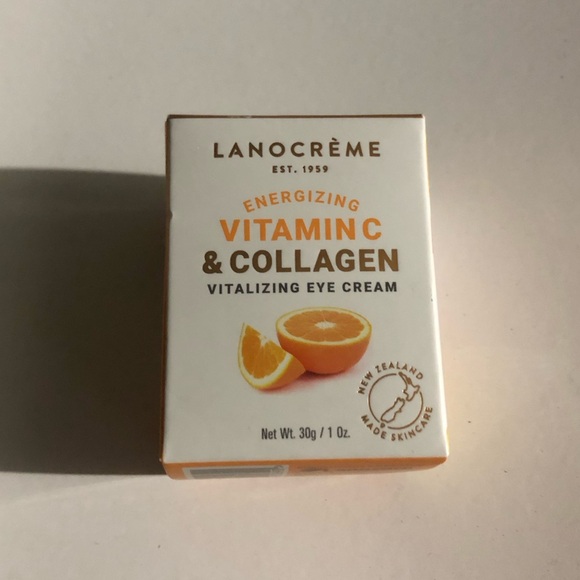 LANOCRÈME
EST. 1959
ENERGIZING
VITAMIN C
& COLLAGEN
VITALIZING EYE CREAM
NEW ZEALAND
MADE SKINCARE
Net Wt. 30g / 1 Oz.